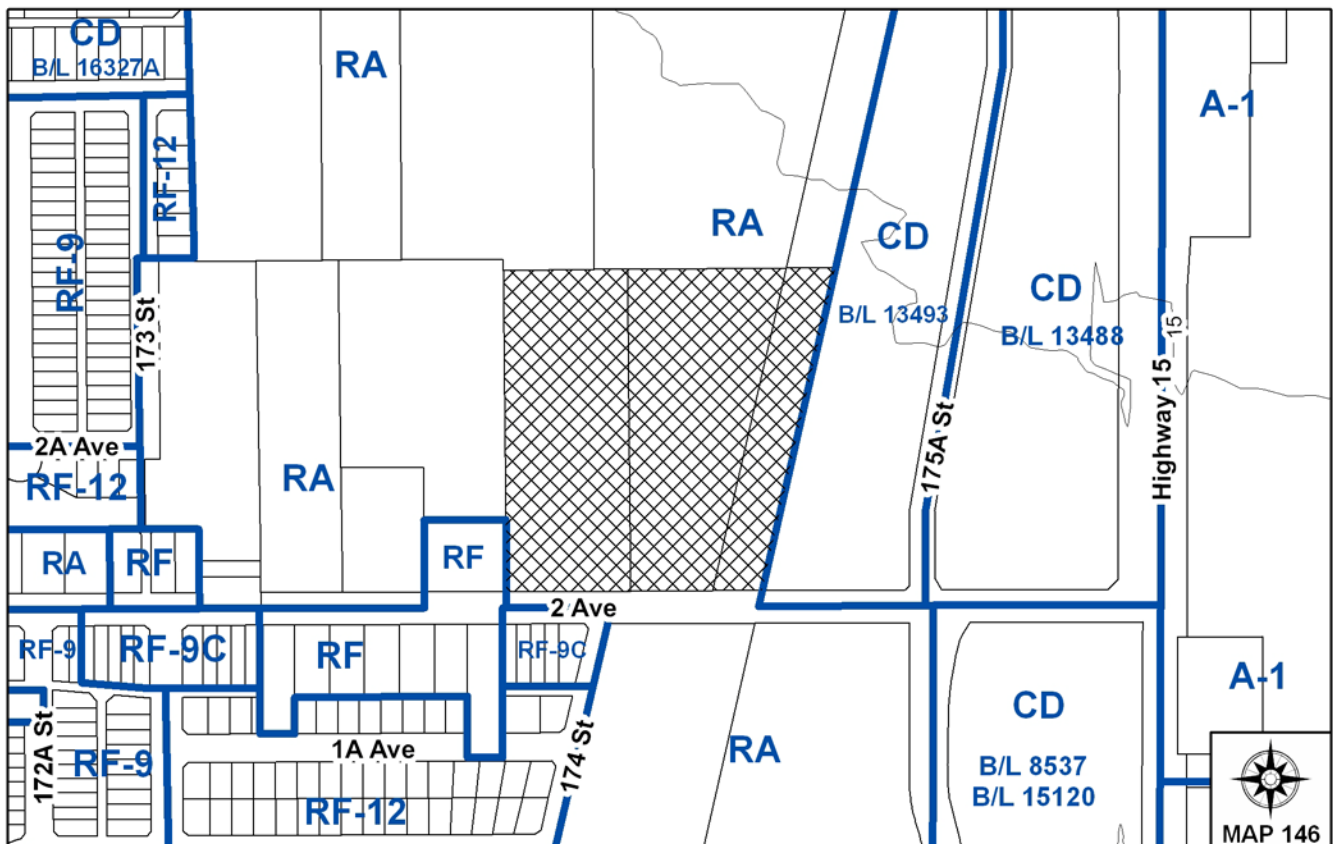 CD
B/L 16327A
RA
A-1
RF-12
RF-9
RA
CD
B/L 13493
CD
B/L 13488
173 St
15
Highway 15
175A St
2A Ave
RF-12
RA
RA
RF
RF
2 Ave
RF-9
RF-9C
RF
RF-9C
A-1
172A St
RF-9
1A Ave
RF-12
174 St
RA
CD
B/L 8537
B/L 15120
MAP 146